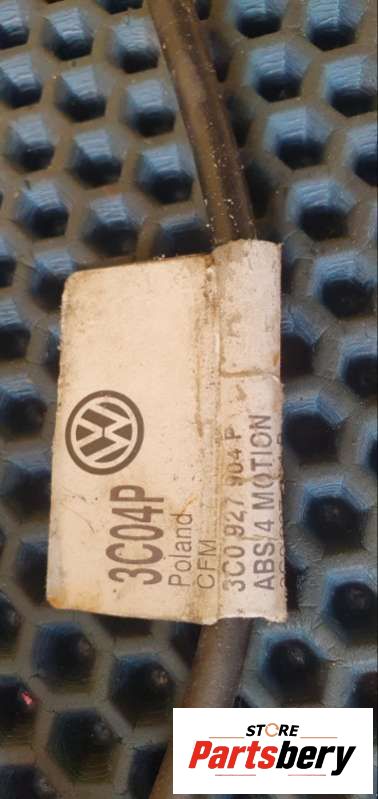 3C04P
Poland
CFM
3C0 927 904 P
ABS/4 MOTION
STORE
Partsbery